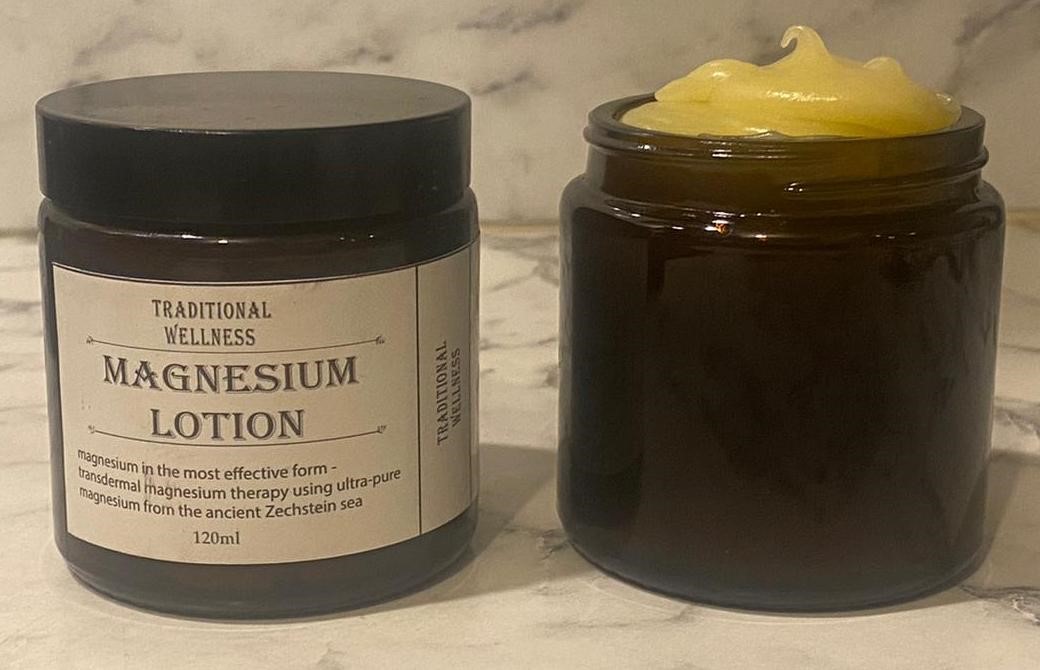 TRADITIONAL
WELLNESS
MAGNESIUM
LOTION
magnesium in the most effective form -
transdermal magnesium therapy using ultra-pure
magnesium from the ancient Zechstein sea
120ml
TRADITIONAL
WELLNESS